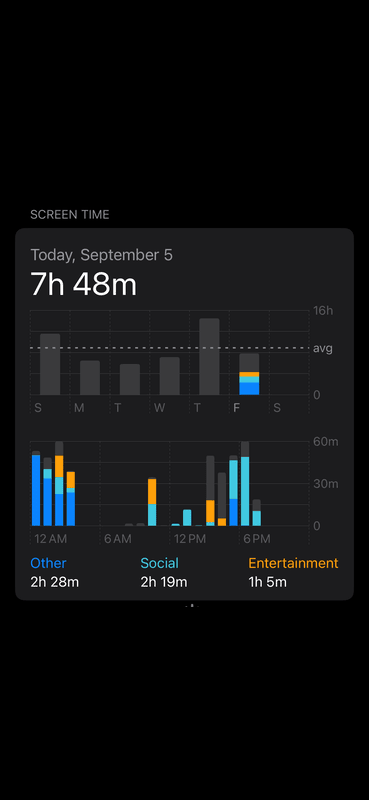 SCREEN TIME
Today, September 5
7h 48m
16h
avg
0
S M T W T F S
60m
30m
0
12 AM 6 AM 12 PM 6 PM
Other Social Entertainment
2h 28m 2h 19m 1h 5m